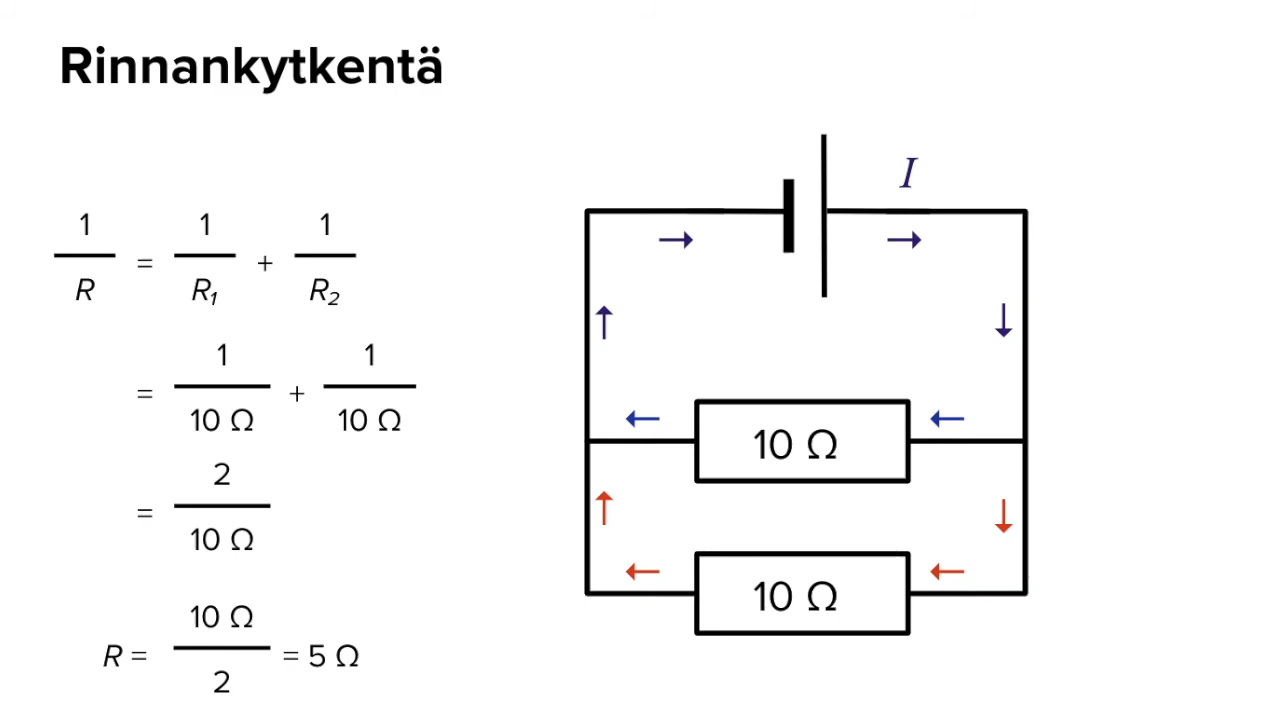 Rinnankytkentä
1/R = 1/R₁ + 1/R₂
= 1/10 Ω + 1/10 Ω
= 2/10 Ω
R = 10 Ω/2 = 5 Ω
I
10 Ω
10 Ω